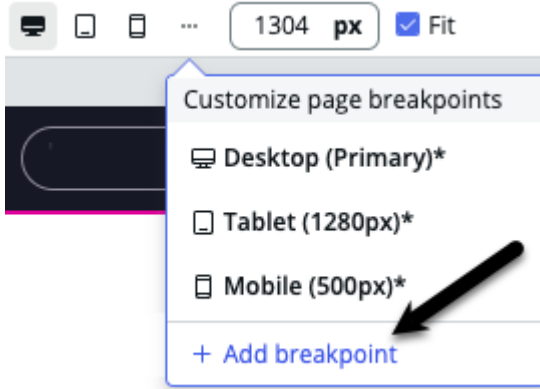 1304 px Fit
Customize page breakpoints
Desktop (Primary)*
Tablet (1280px)*
Mobile (500px)*
+ Add breakpoint